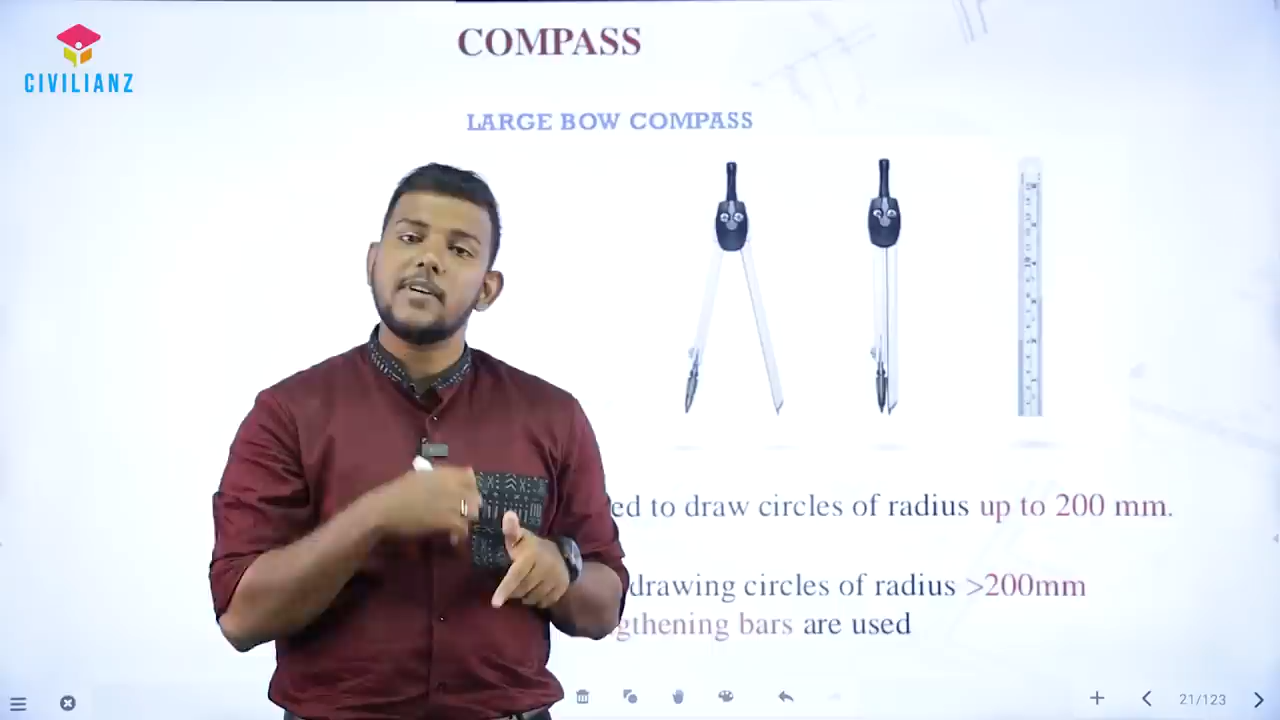 CIVILIANZ
COMPASS
LARGE BOW COMPASS
ed to draw circles of radius up to 200 mm.
drawing circles of radius >200mm
gthening bars are used
21/123